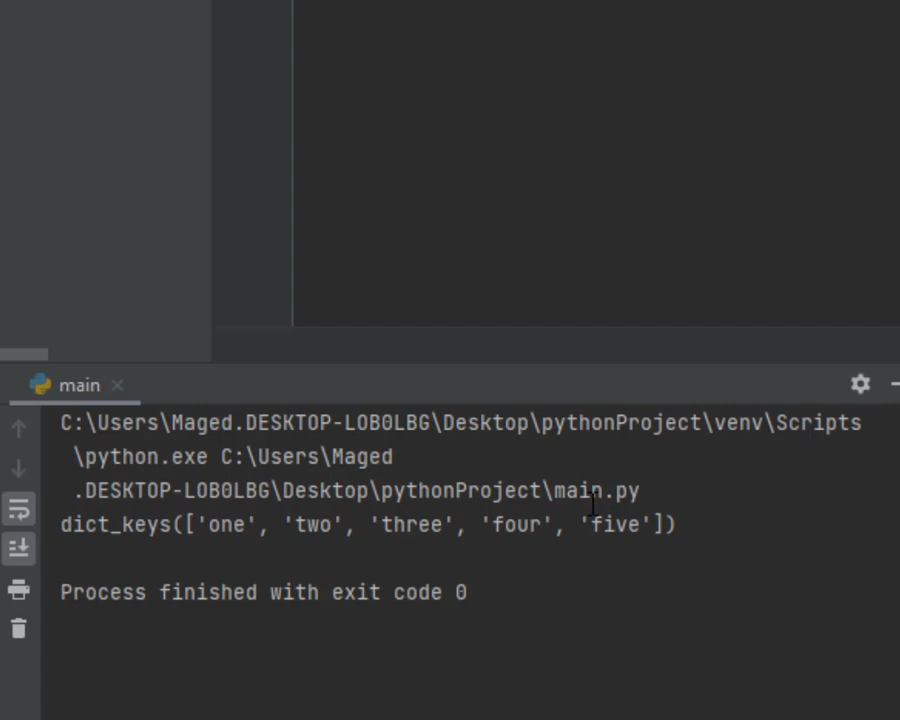 main
C:\Users\Maged.DESKTOP-LOB0LBG\Desktop\pythonProject\venv\Scripts
\python.exe C:\Users\Maged
.DESKTOP-LOB0LBG\Desktop\pythonProject\main.py
dict_keys(['one', 'two', 'three', 'four', 'five'])
Process finished with exit code 0